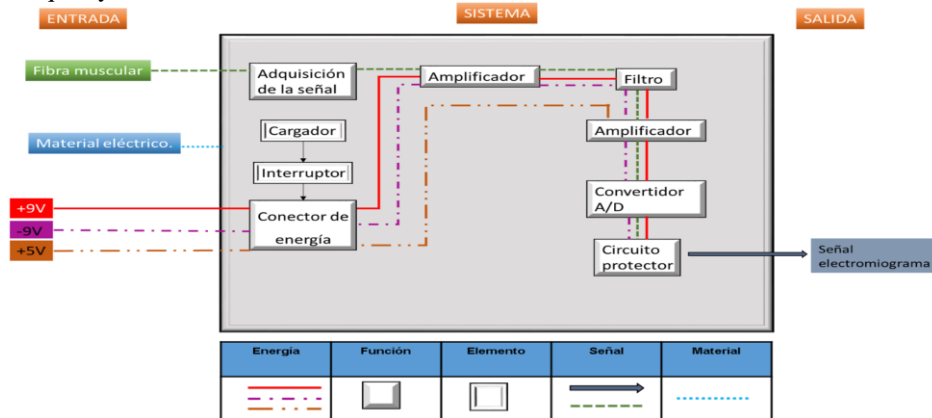 ENTRADA
SISTEMA
SALIDA
Fibra muscular
Adquisición
de la señal
Amplificador
Filtro
Cargador
Amplificador
Material eléctrico.
Interruptor
Convertidor
A/D
+9V
-9V
+5V
Conector de
energía
Circuito
protector
Señal
electromiograma
Energía
Función
Elemento
Señal
Material